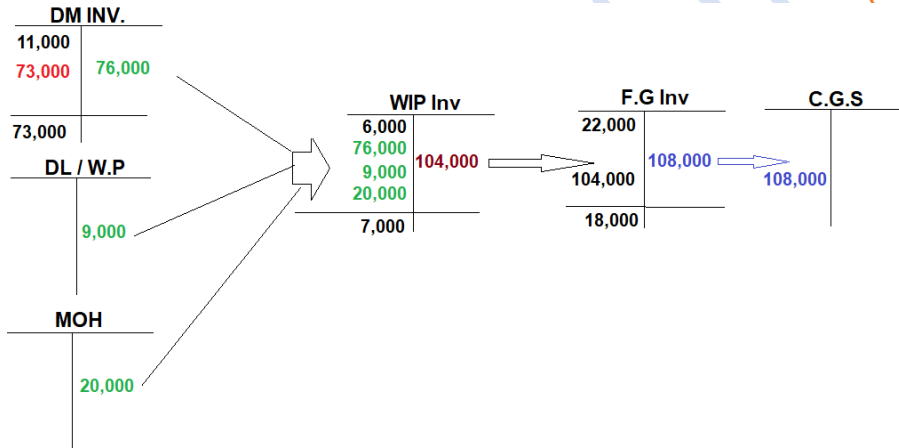 DM INV.
11,000
73,000 76,000
73,000
DL / W.P
9,000
MOH
20,000
WIP Inv
6,000
76,000
9,000
20,000
104,000
7,000
F.G Inv
22,000
104,000
108,000
18,000
C.G.S
108,000